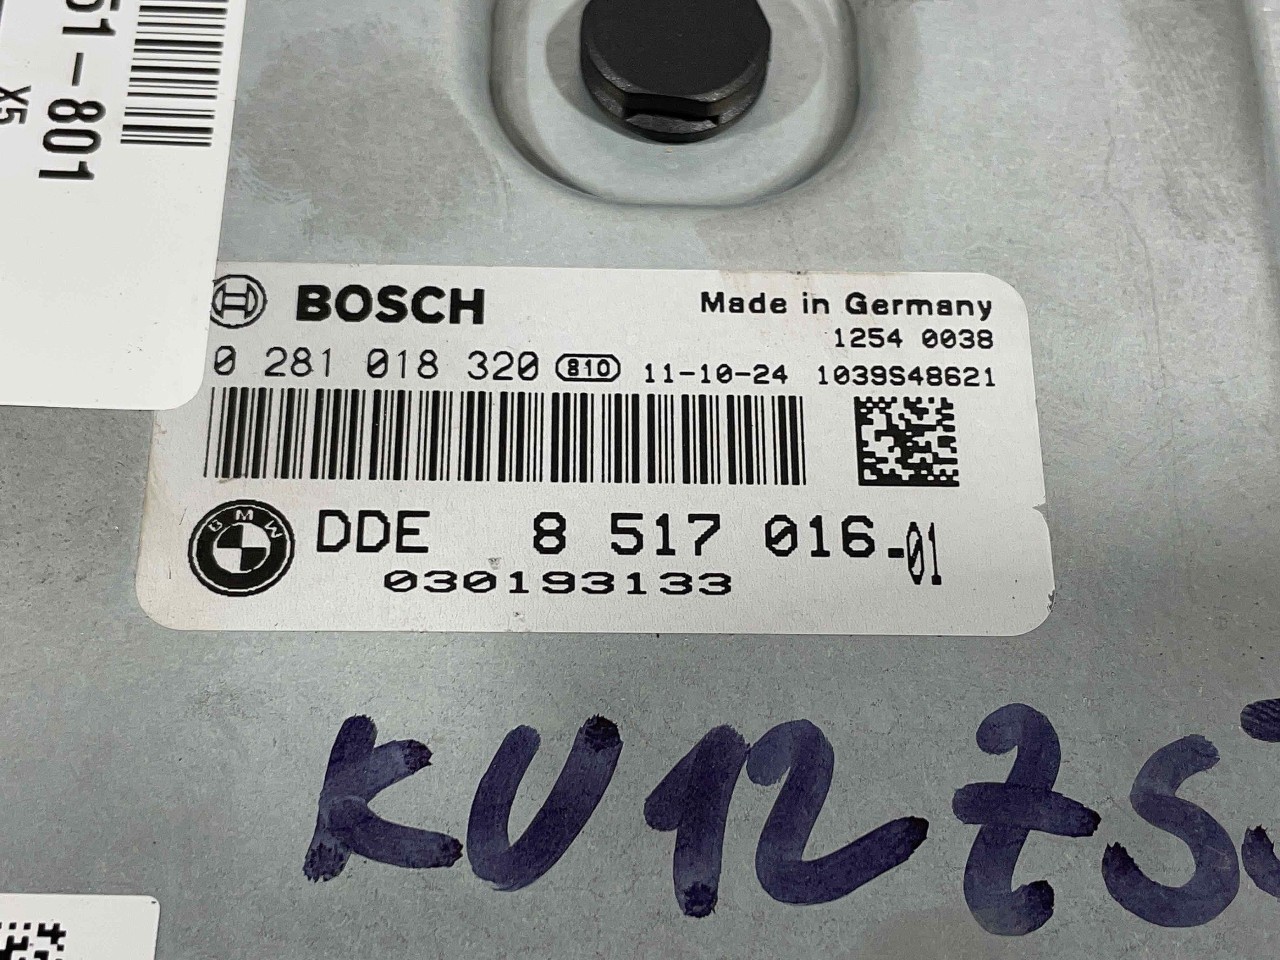 51-801
X5
BOSCH
Made in Germany
1254 0038
0 281 018 320 810 11-10-24 1039S48621
BMW
DDE 8 517 016-01
030193133
KU1275